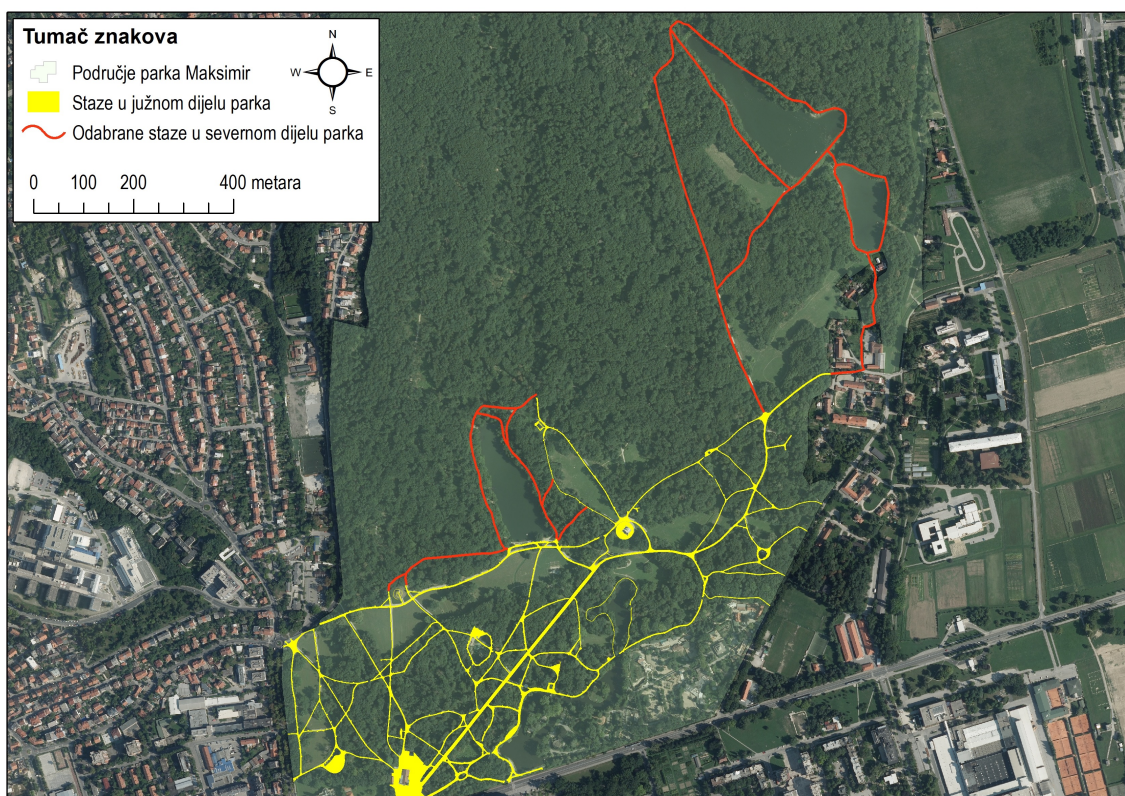 Tumač znakova
Područje parka Maksimir
Staze u južnom dijelu parka
Odabrane staze u severnom dijelu parka
N
W E
S
0 100 200 400 metara